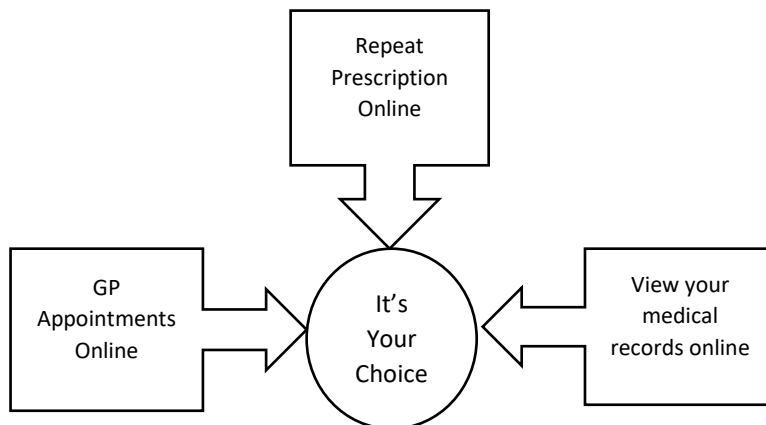 Repeat
Prescription
Online
GP
Appointments
Online
It’s
Your
Choice
View your
medical
records online